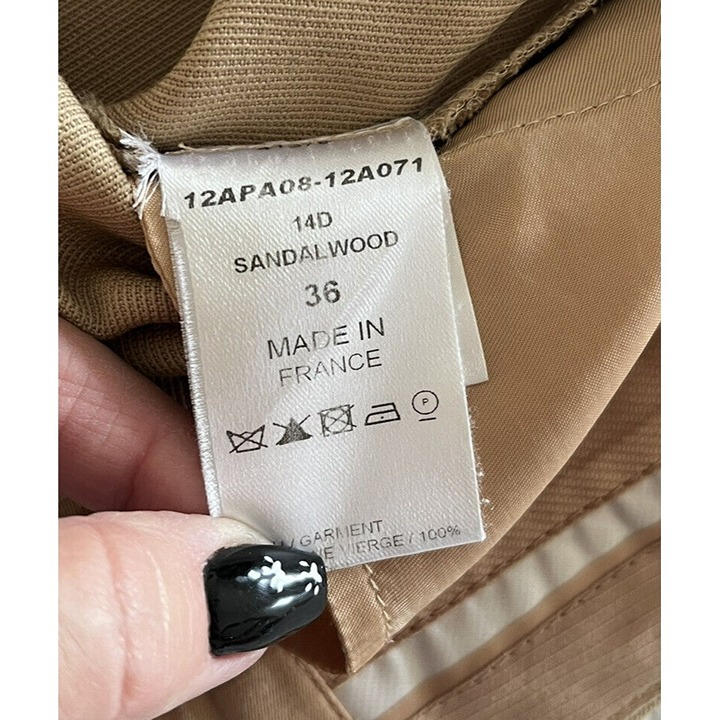 12APA08-12A071
14D
SANDALWOOD
36
MADE IN
FRANCE
P
/ GARMENT
VIERGE / 100%